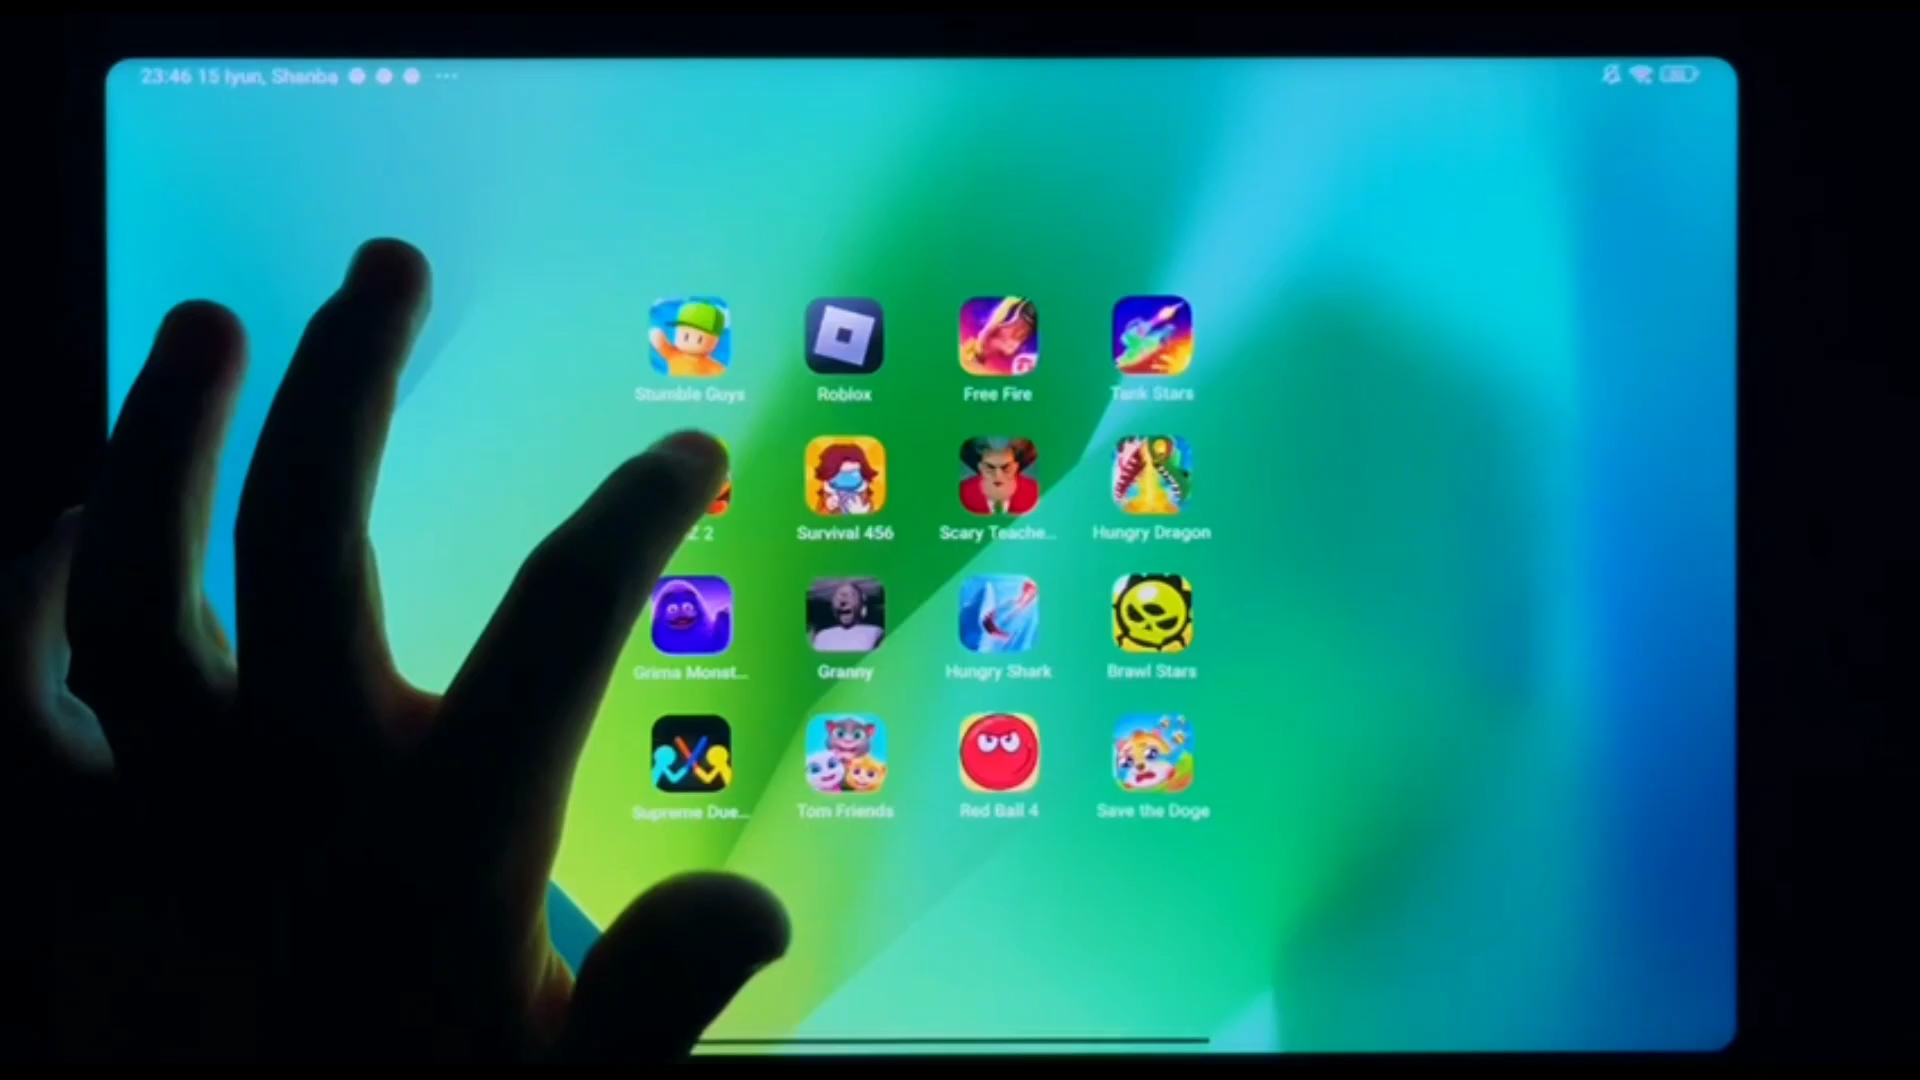 23:46 15 Iyun, Shanba
Stumble Guys
Roblox
Free Fire
Tank Stars
Z 2
Survival 456
Scary Teache...
Hungry Dragon
Grima Monst...
Granny
Hungry Shark
Brawl Stars
Supreme Due...
Tom Friends
Red Ball 4
Save the Doge